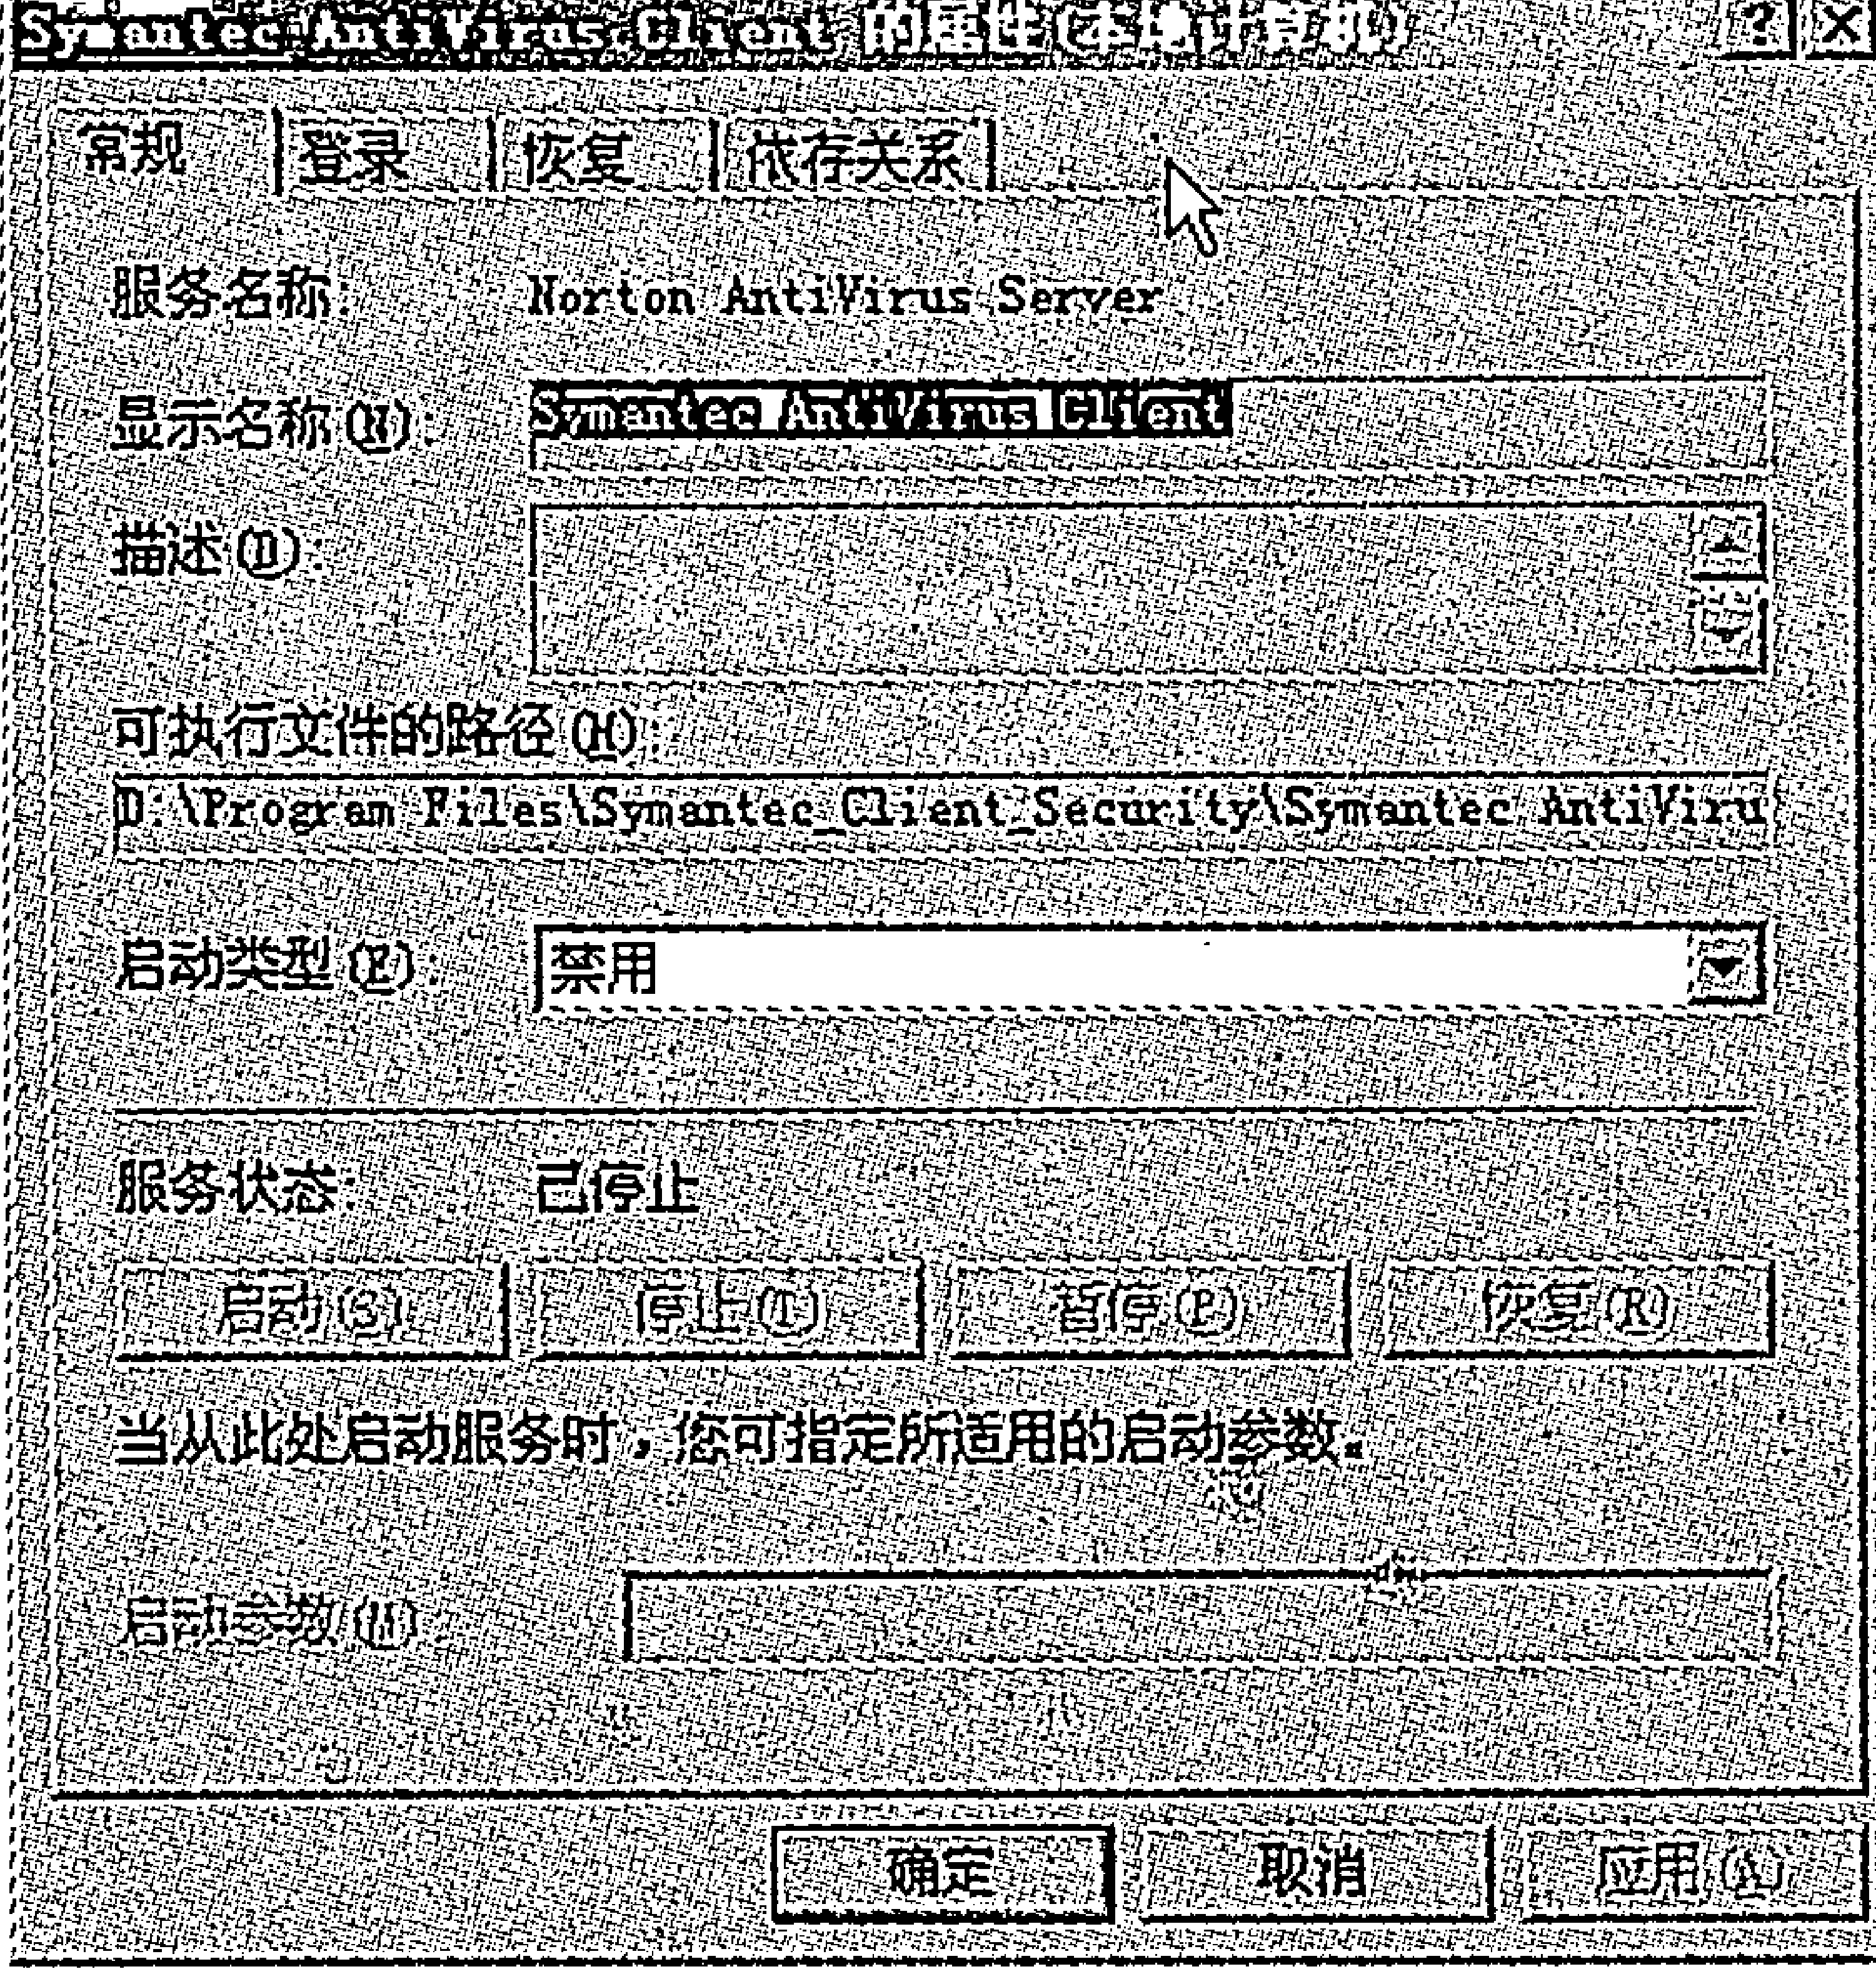 Symantec AntiVirus Client 的属性(本地计算机)
常规 登录 恢复 依存关系
服务名称: Norton AntiVirus Server
显示名称(N): Symantec AntiVirus Client
描述(D):
可执行文件的路径(H):
D:\Program Files\Symantec_Client_Security\Symantec AntiViru
启动类型(E): 禁用
服务状态: 已停止
启动(S) 停止(T) 暂停(P) 恢复(R)
当从此处启动服务时，您可指定所适用的启动参数。
启动参数(M):
确定 取消 应用(A)